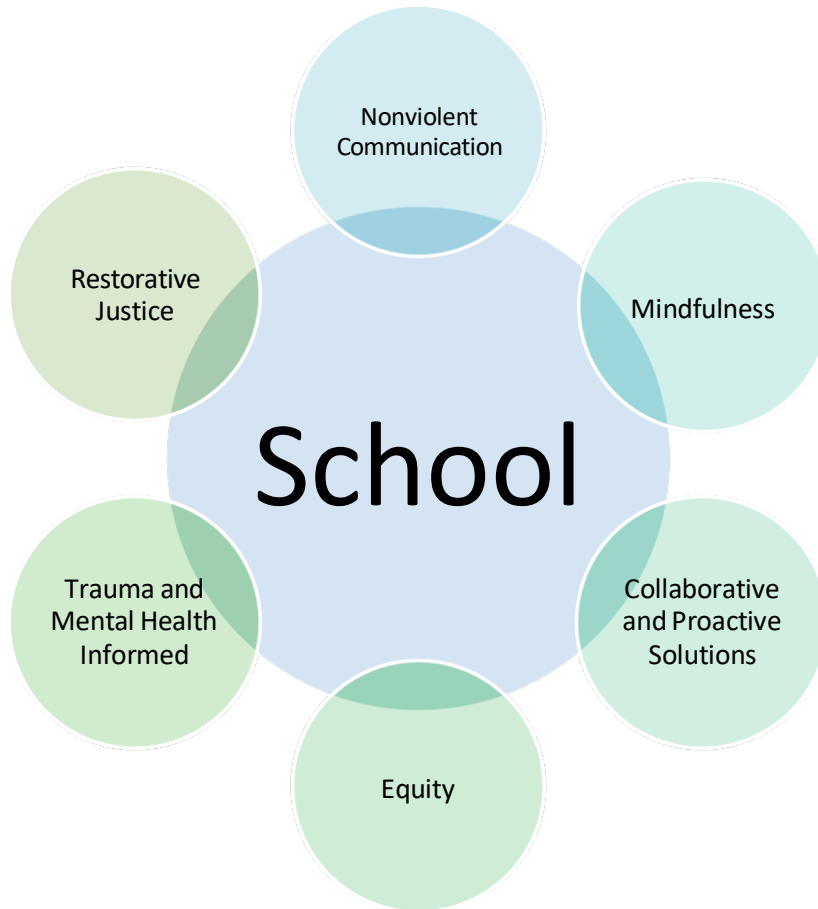 Nonviolent
Communication
Restorative
Justice
Mindfulness
School
Trauma and
Mental Health
Informed
Collaborative
and Proactive
Solutions
Equity